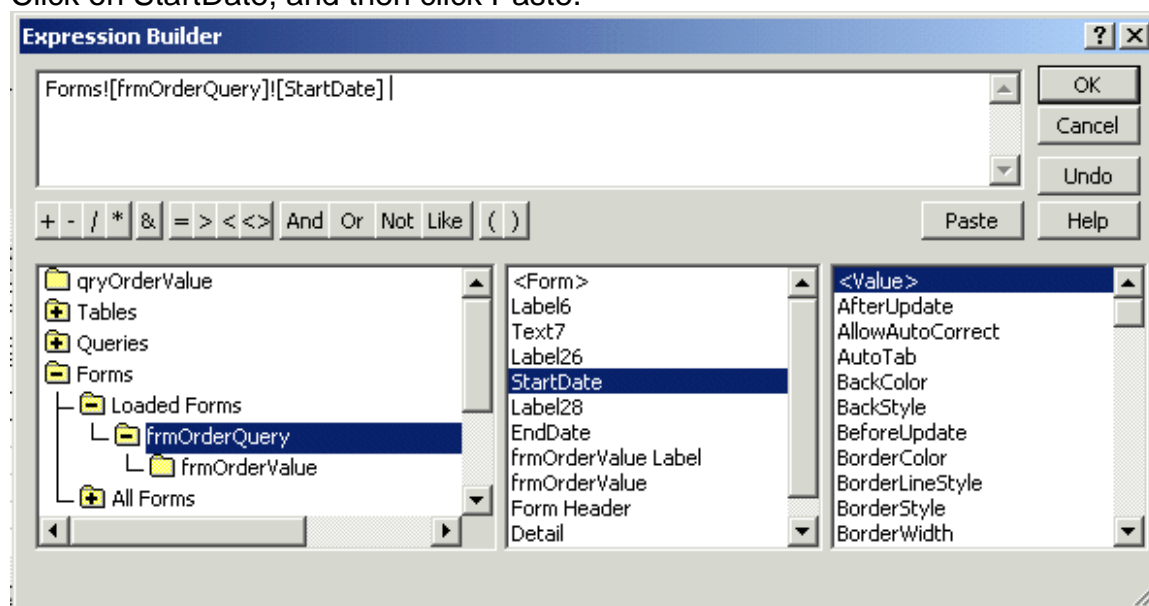 Click on StartDate, and then click Paste.
Expression Builder
?
Forms![frmOrderQuery]![StartDate]
OK
Cancel
Undo
+ - / * & = > < <> And Or Not Like ( )
Paste
Help
qryOrderValue
Tables
Queries
Forms
Loaded Forms
frmOrderQuery
frmOrderValue
All Forms
<Form>
Label6
Text7
Label26
StartDate
Label28
EndDate
frmOrderValue Label
frmOrderValue
Form Header
Detail
<Value>
AfterUpdate
AllowAutoCorrect
AutoTab
BackColor
BackStyle
BeforeUpdate
BorderColor
BorderLineStyle
BorderStyle
BorderWidth